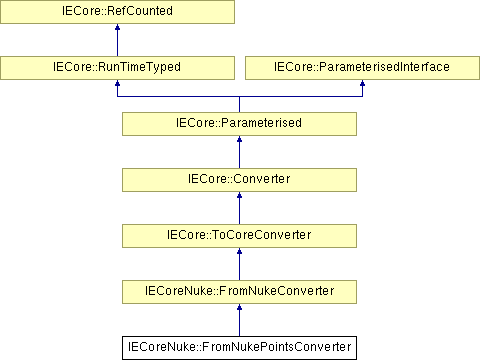 IECore::RefCounted
IECore::RunTimeTyped
IECore::ParameterisedInterface
IECore::Parameterised
IECore::Converter
IECore::ToCoreConverter
IECoreNuke::FromNukeConverter
IECoreNuke::FromNukePointsConverter